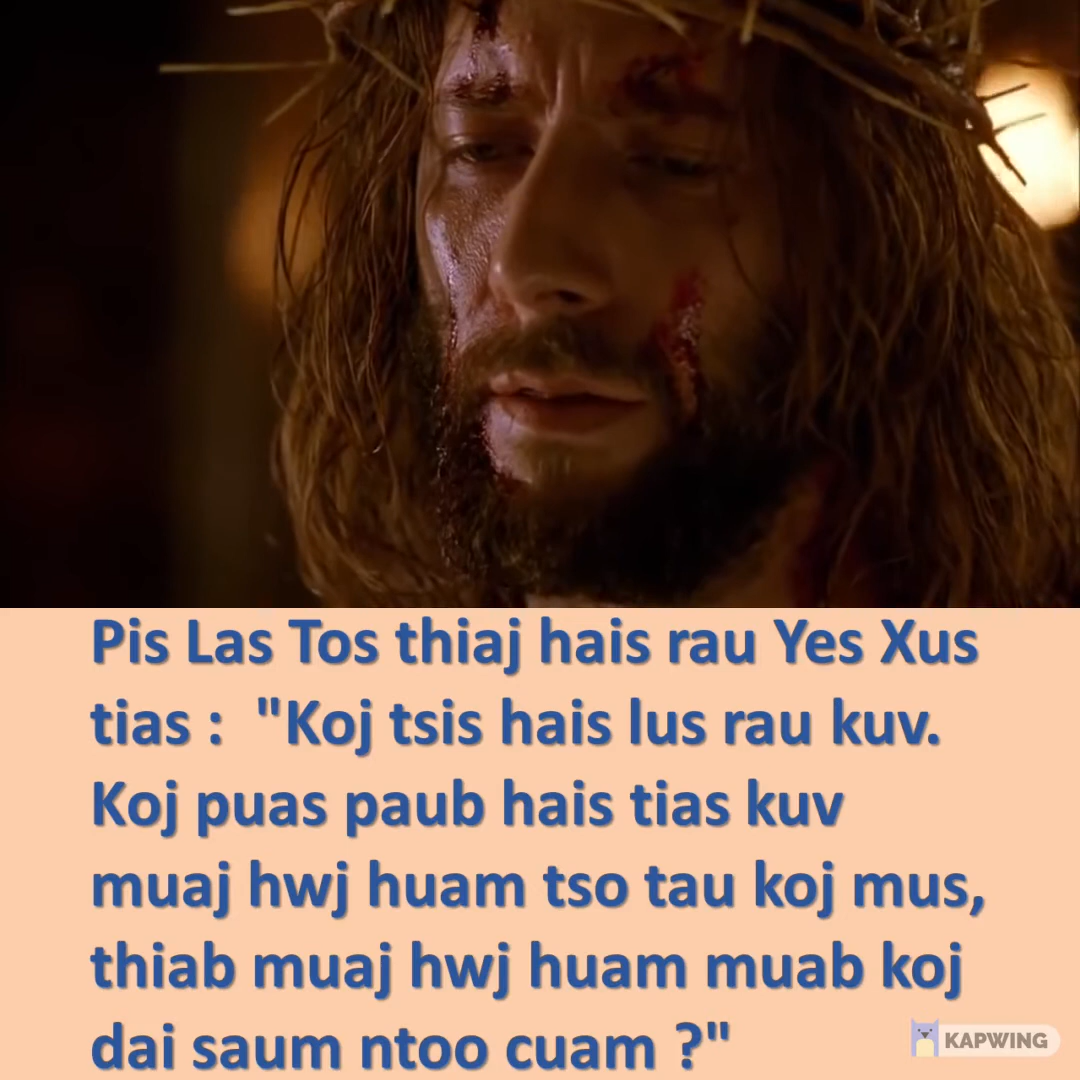 Pis Las Tos thiaj hais rau Yes Xus
tias :  "Koj tsis hais lus rau kuv.
Koj puas paub hais tias kuv
muaj hwj huam tso tau koj mus,
thiab muaj hwj huam muab koj
dai saum ntoo cuam ?"
KAPWING